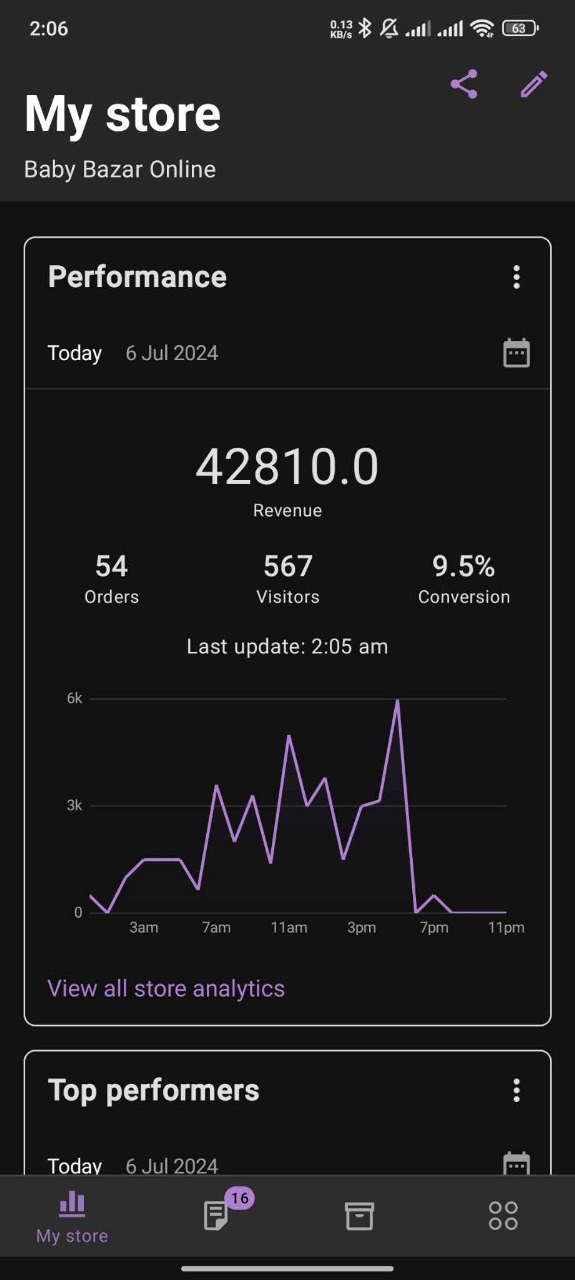 2:06
0.13
KB/s
63
My store
Baby Bazar Online
Performance
Today 6 Jul 2024
42810.0
Revenue
54 567 9.5%
Orders Visitors Conversion
Last update: 2:05 am
6k
3k
0
3am 7am 11am 3pm 7pm 11pm
View all store analytics
Top performers
Today 6 Jul 2024
16
My store